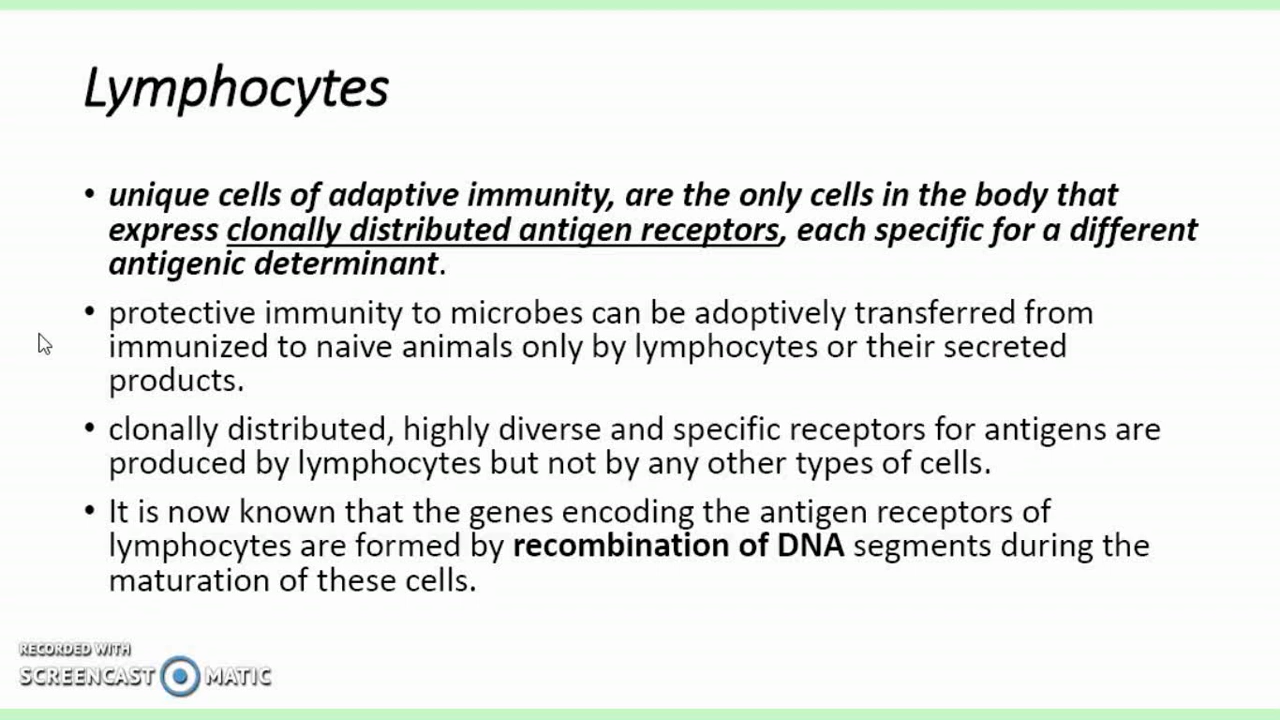 Lymphocytes
• unique cells of adaptive immunity, are the only cells in the body that
express clonally distributed antigen receptors, each specific for a different
antigenic determinant.
• protective immunity to microbes can be adoptively transferred from
immunized to naive animals only by lymphocytes or their secreted
products.
• clonally distributed, highly diverse and specific receptors for antigens are
produced by lymphocytes but not by any other types of cells.
• It is now known that the genes encoding the antigen receptors of
lymphocytes are formed by recombination of DNA segments during the
maturation of these cells.
RECORDED WITH
SCREENCAST MATIC